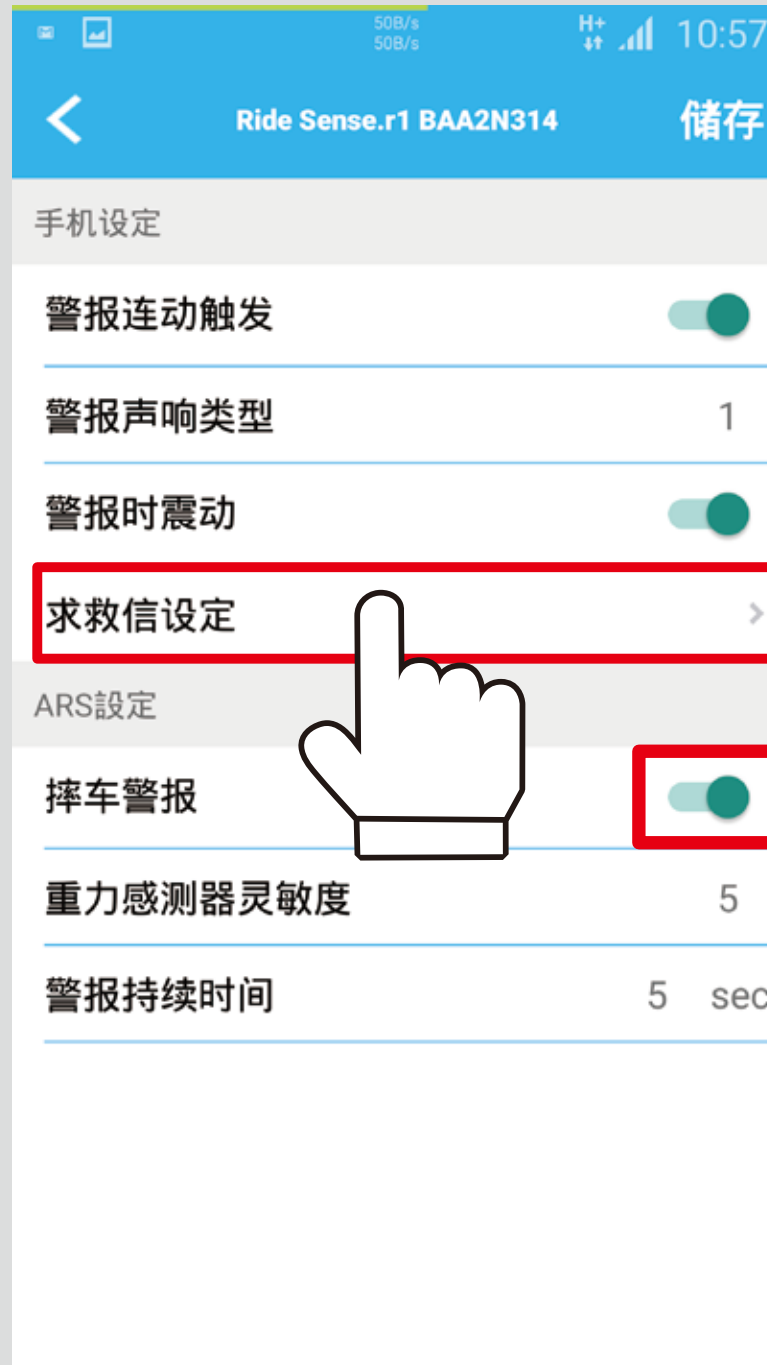 50B/s
50B/s
H+
10:57
Ride Sense.r1 BAA2N314
储存
手机设定
警报连动触发
警报声响类型 1
警报时震动
求救信设定
ARS設定
摔车警报
重力感测器灵敏度 5
警报持续时间 5 sec